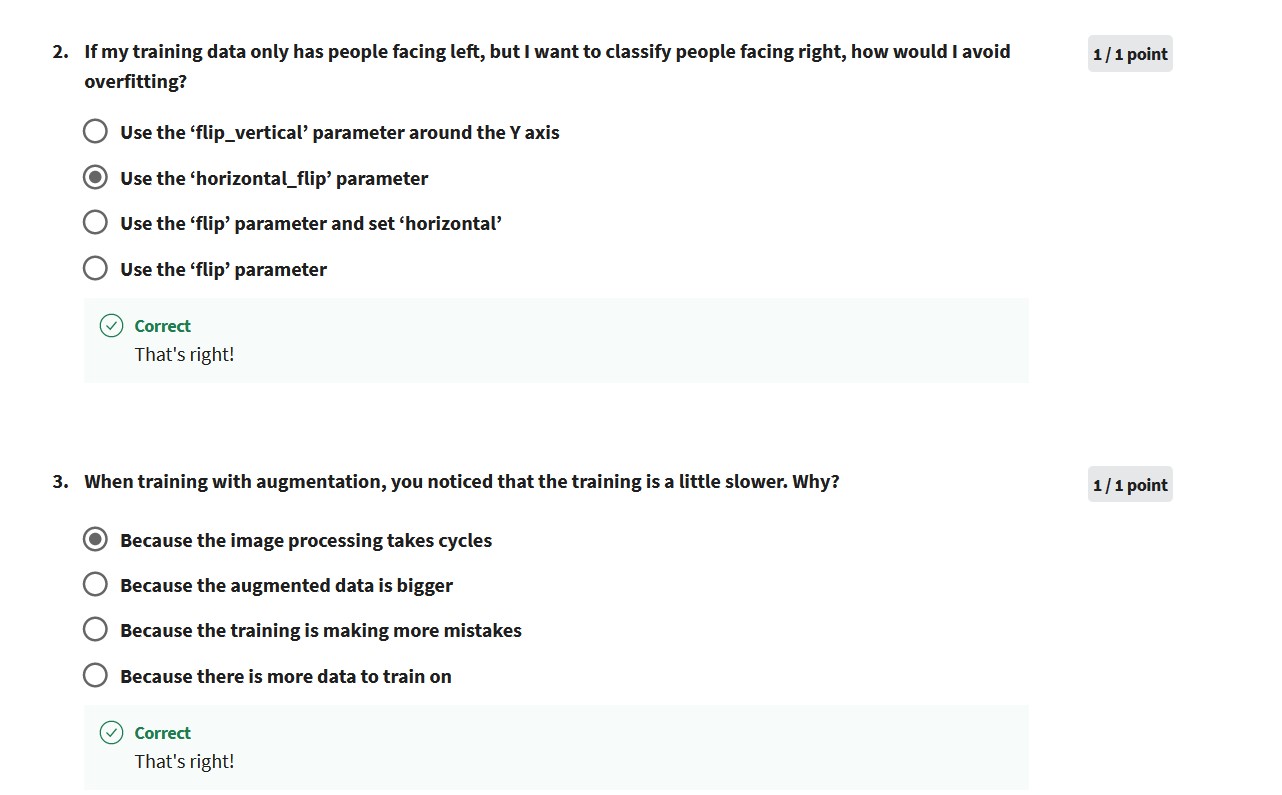 2. If my training data only has people facing left, but I want to classify people facing right, how would I avoid
overfitting?
1 / 1 point
Use the ‘flip_vertical’ parameter around the Y axis
Use the ‘horizontal_flip’ parameter
Use the ‘flip’ parameter and set ‘horizontal’
Use the ‘flip’ parameter
Correct
That's right!
3. When training with augmentation, you noticed that the training is a little slower. Why?
1 / 1 point
Because the image processing takes cycles
Because the augmented data is bigger
Because the training is making more mistakes
Because there is more data to train on
Correct
That's right!